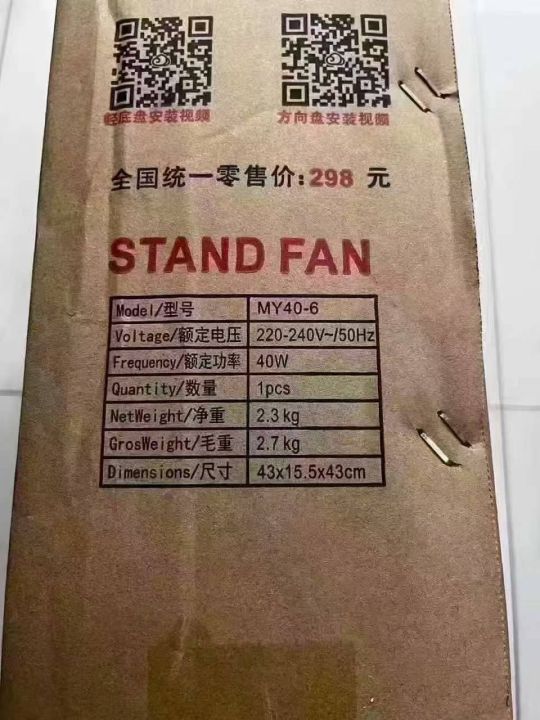 轻底盘安装视频
方向盘安装视频
全国统一零售价:298 元
STAND FAN
Model/型号 MY40-6
Voltage/额定电压 220-240V~/50Hz
Frequency/额定功率 40W
Quantity/数量 1pcs
NetWeight/净重 2.3 kg
GrosWeight/毛重 2.7 kg
Dimensions/尺寸 43x15.5x43cm